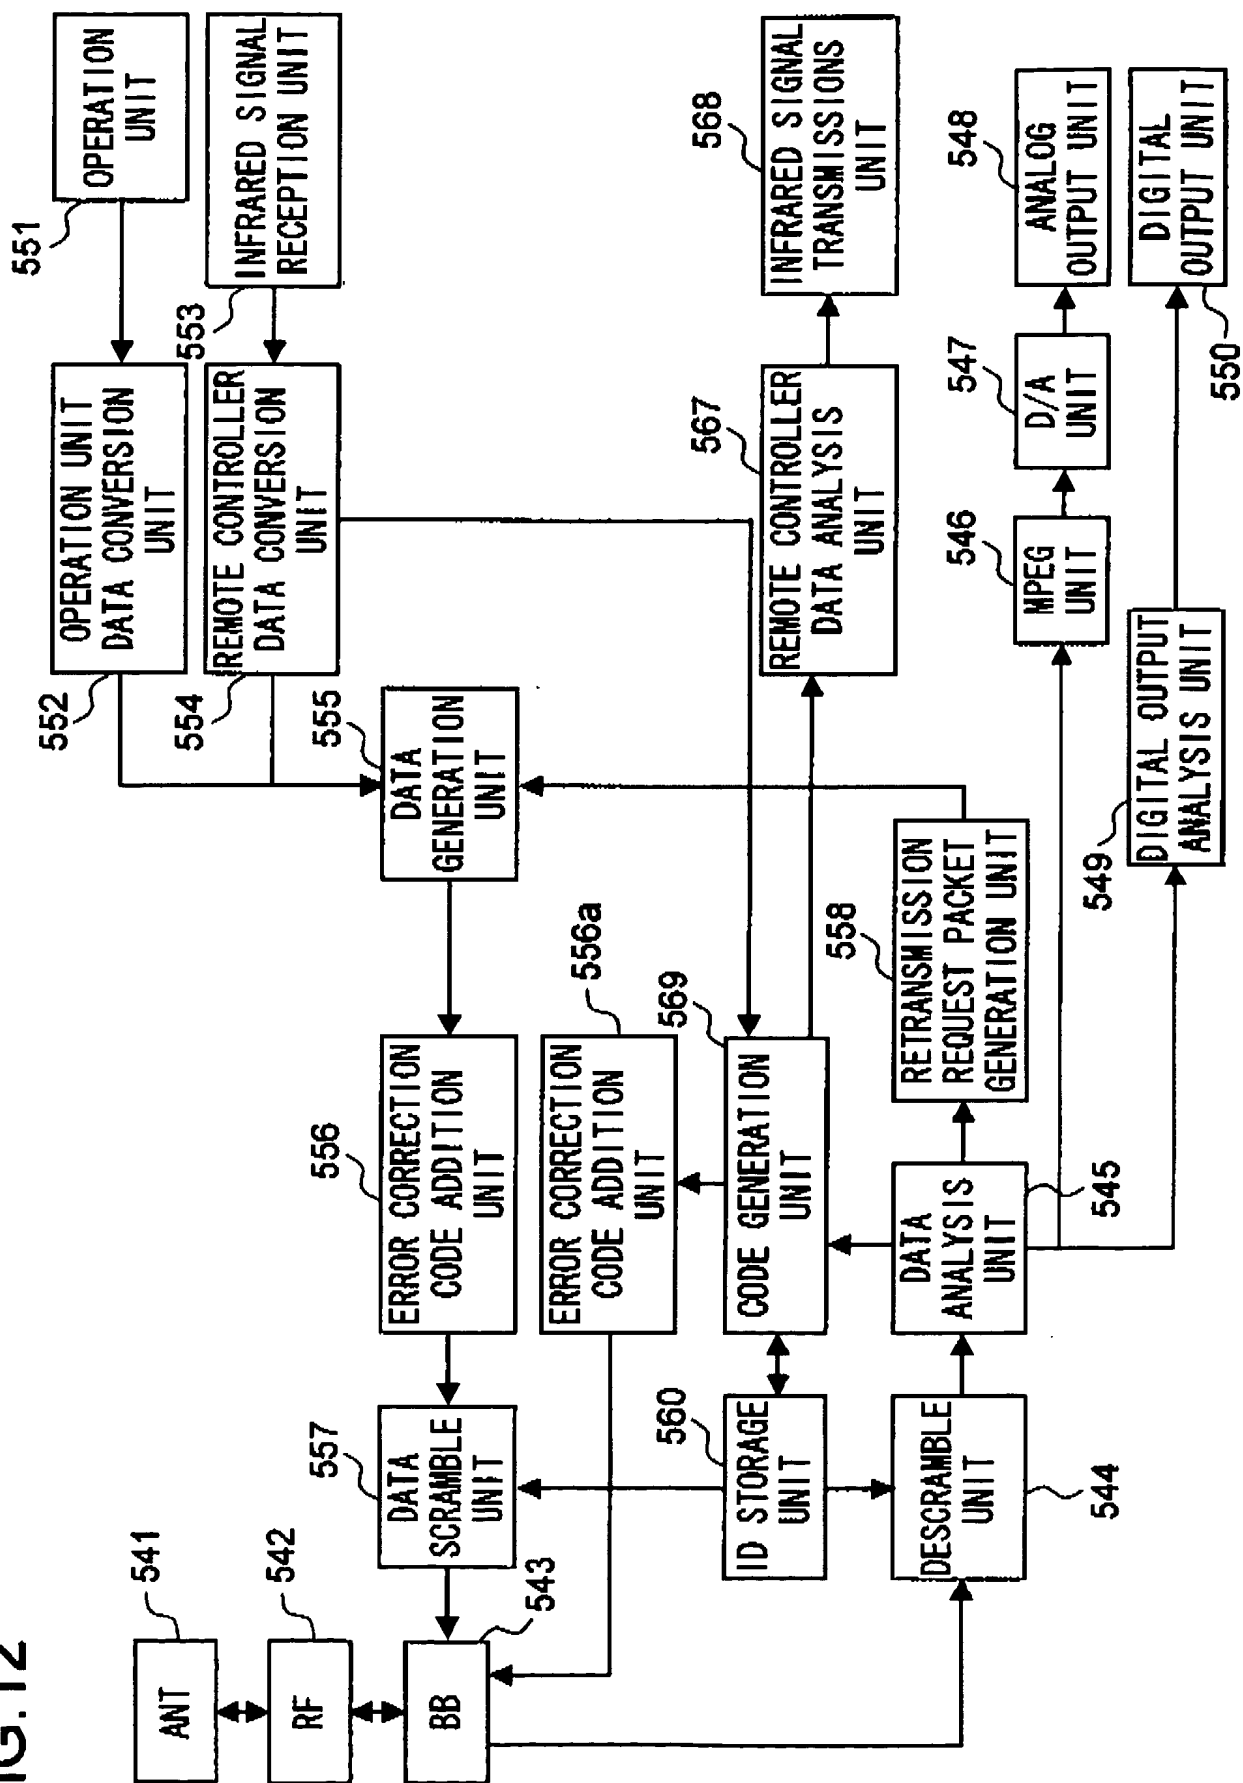 IG. 12
541
ANT
542
RF
543
BB
557
DATA
SCRAMBLE
UNIT
556
ERROR CORRECTION
CODE ADDITION
UNIT
555
DATA
GENERATION
UNIT
552
OPERATION UNIT
DATA CONVERSION
UNIT
551
OPERATION
UNIT
554
REMOTE CONTROLLER
DATA CONVERSION
UNIT
553
INFRARED SIGNAL
RECEPTION UNIT
556a
ERROR CORRECTION
CODE ADDITION
UNIT
560
ID STORAGE
UNIT
569
CODE GENERATION
UNIT
567
REMOTE CONTROLLER
DATA ANALYSIS
UNIT
568
INFRARED SIGNAL
TRANSMISSIONS
UNIT
544
DESCRAMBLE
UNIT
545
DATA
ANALYSIS
UNIT
558
RETRANSMISSION
REQUEST PACKET
GENERATION UNIT
546
MPEG
UNIT
547
D/A
UNIT
548
ANALOG
OUTPUT UNIT
549
DIGITAL OUTPUT
ANALYSIS UNIT
550
DIGITAL
OUTPUT UNIT